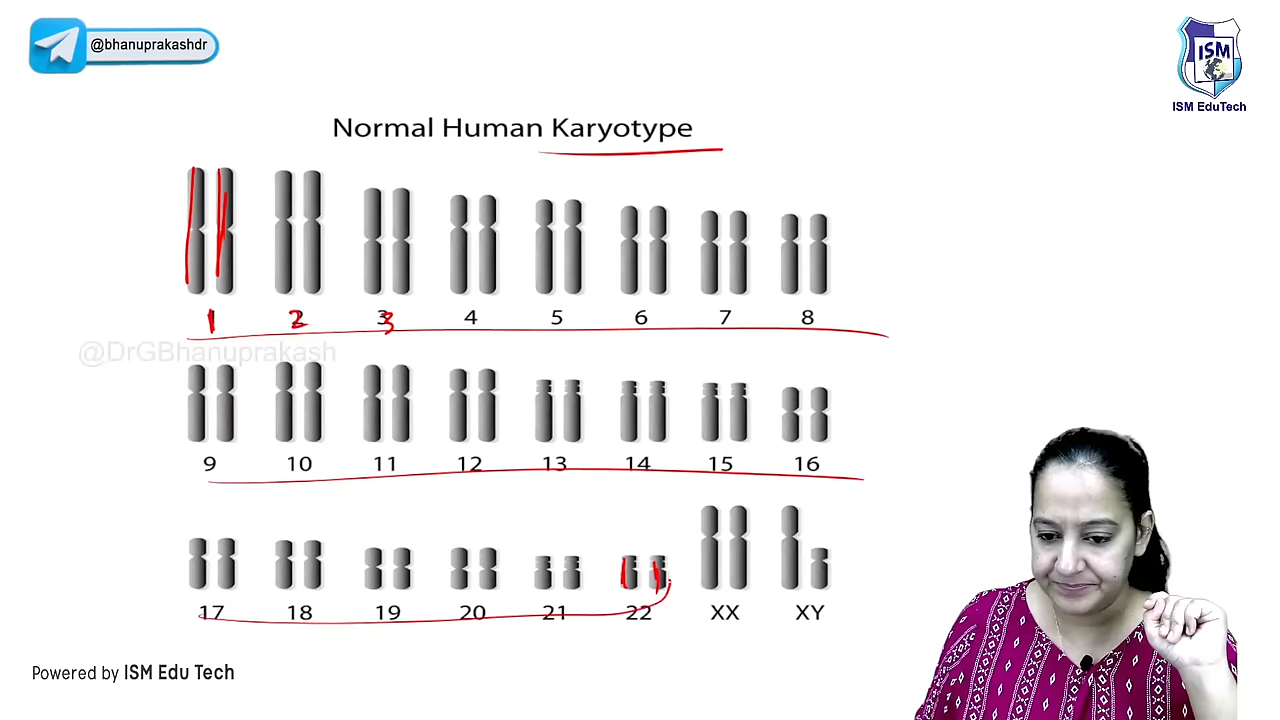 @bhanuprakashdr
ISM
ISM EduTech
Normal Human Karyotype
1 2 3 4 5 6 7 8
@DrGBhanuprakash
9 10 11 12 13 14 15 16
17 18 19 20 21 22 XX XY
Powered by ISM Edu Tech